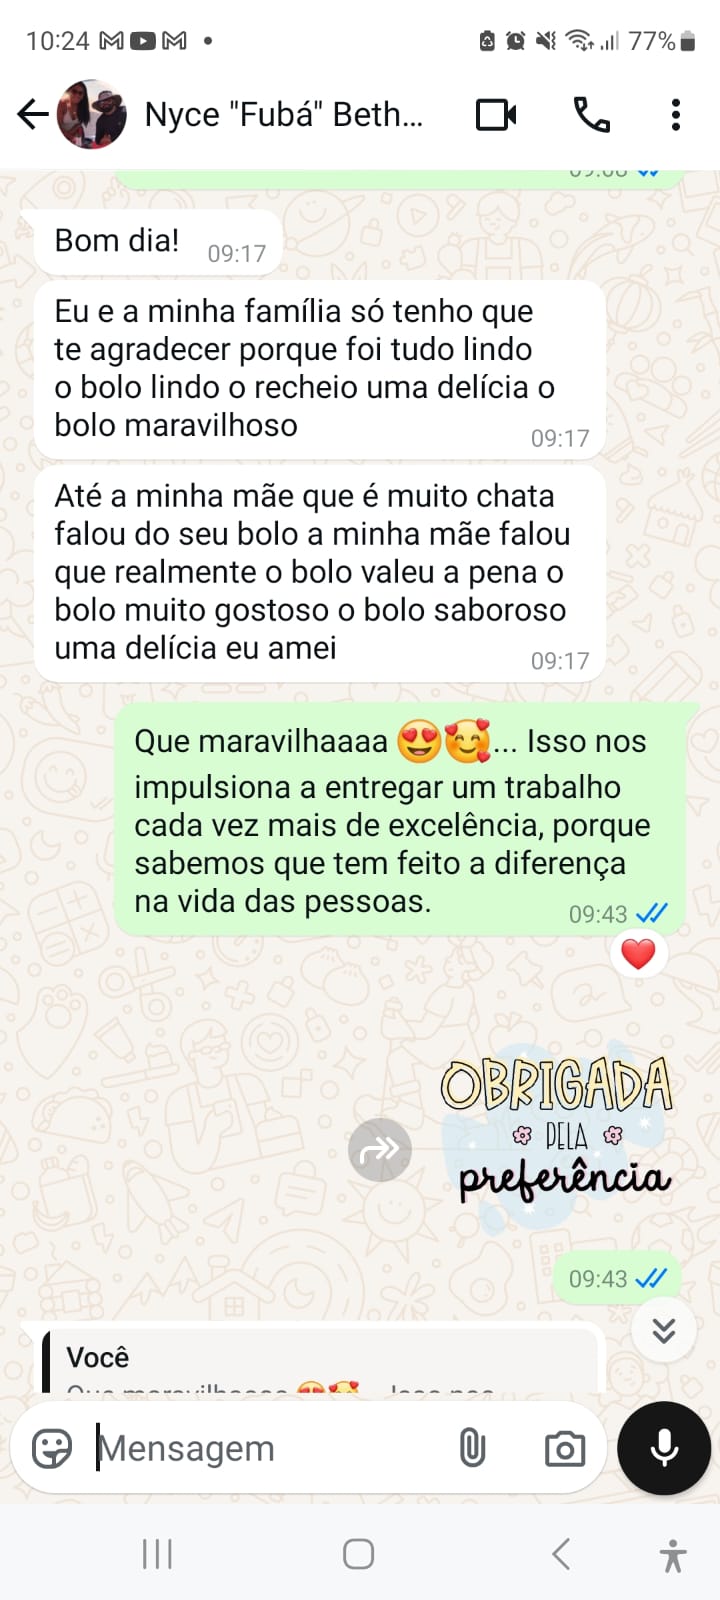 10:24
77%
Nyce "Fubá" Beth...
Bom dia!
09:17
Eu e a minha família só tenho que
te agradecer porque foi tudo lindo
o bolo lindo o recheio uma delícia o
bolo maravilhoso
09:17
Até a minha mãe que é muito chata
falou do seu bolo a minha mãe falou
que realmente o bolo valeu a pena o
bolo muito gostoso o bolo saboroso
uma delícia eu amei
09:17
Que maravilhaaaa 😍🥰... Isso nos
impulsiona a entregar um trabalho
cada vez mais de excelência, porque
sabemos que tem feito a diferença
na vida das pessoas.
09:43
❤️
OBRIGADA
PELA
preferência
09:43
Você
Mensagem